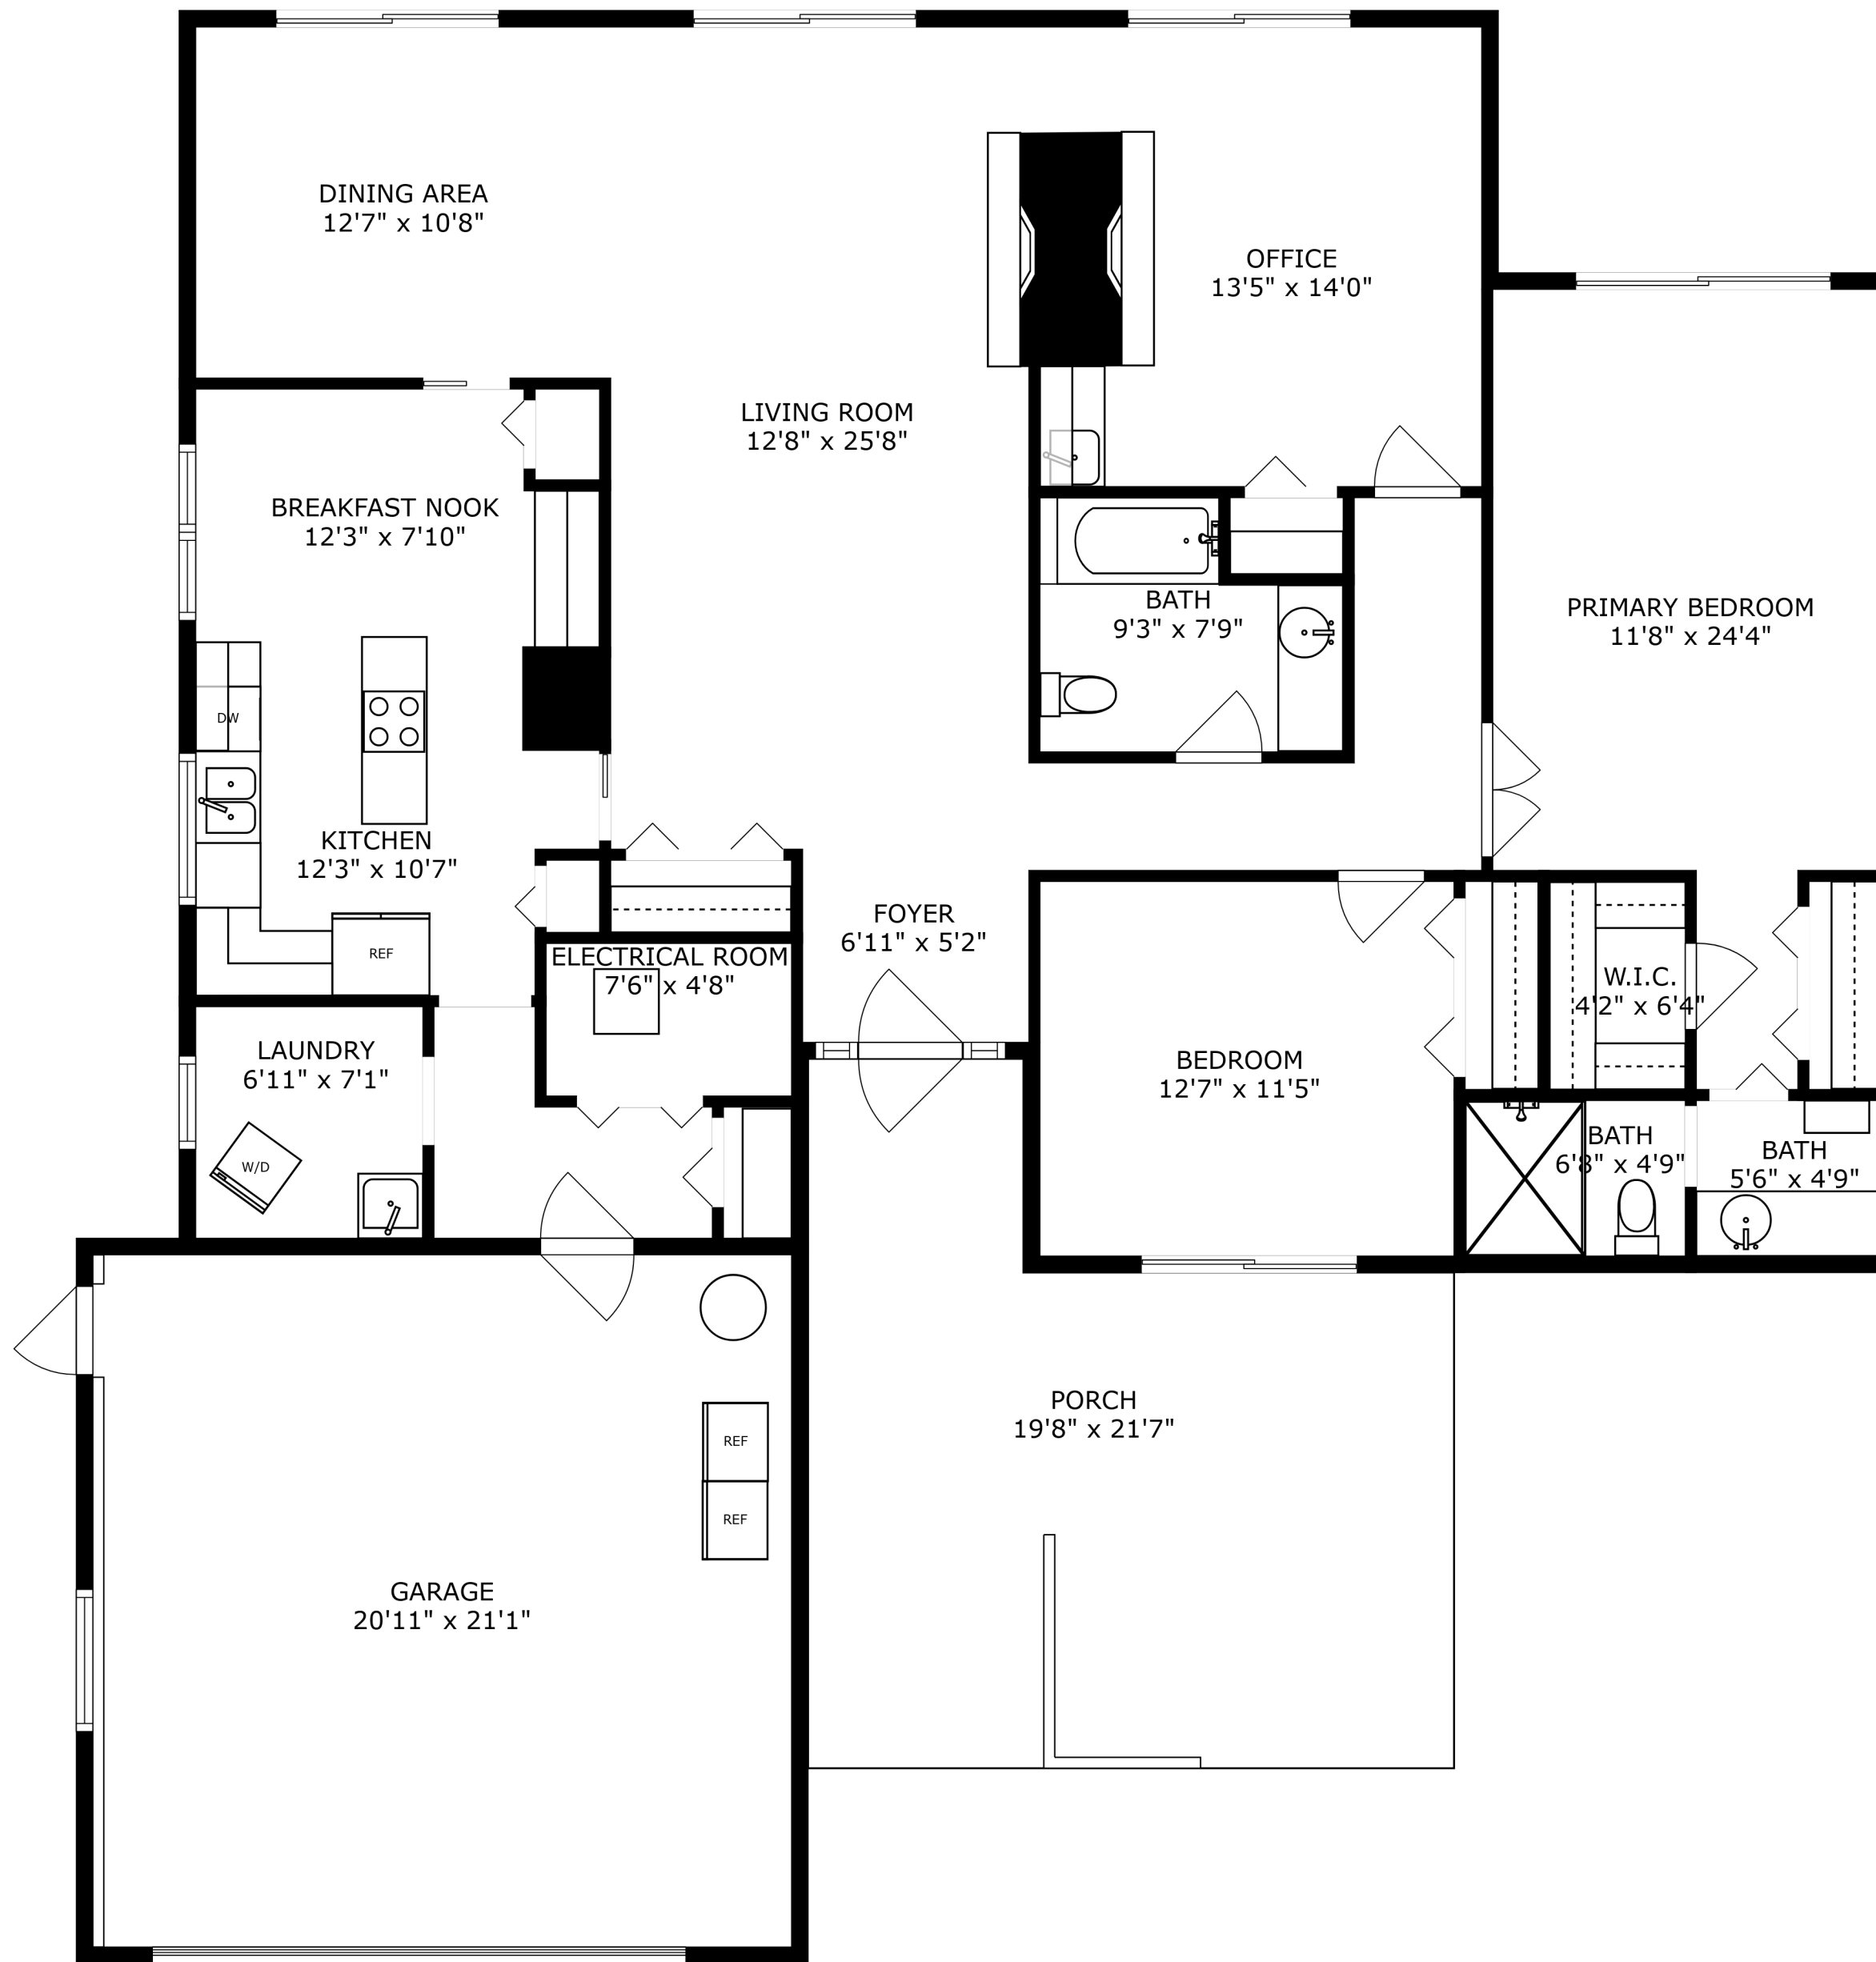 DINING AREA
12'7" x 10'8"
OFFICE
13'5" x 14'0"
LIVING ROOM
12'8" x 25'8"
BREAKFAST NOOK
12'3" x 7'10"
BATH
9'3" x 7'9"
PRIMARY BEDROOM
11'8" x 24'4"
DW
KITCHEN
12'3" x 10'7"
REF
FOYER
6'11" x 5'2"
ELECTRICAL ROOM
7'6" x 4'8"
W.I.C.
4'2" x 6'4"
LAUNDRY
6'11" x 7'1"
BEDROOM
12'7" x 11'5"
W/D
BATH
6'8" x 4'9"
BATH
5'6" x 4'9"
PORCH
19'8" x 21'7"
REF
REF
GARAGE
20'11" x 21'1"